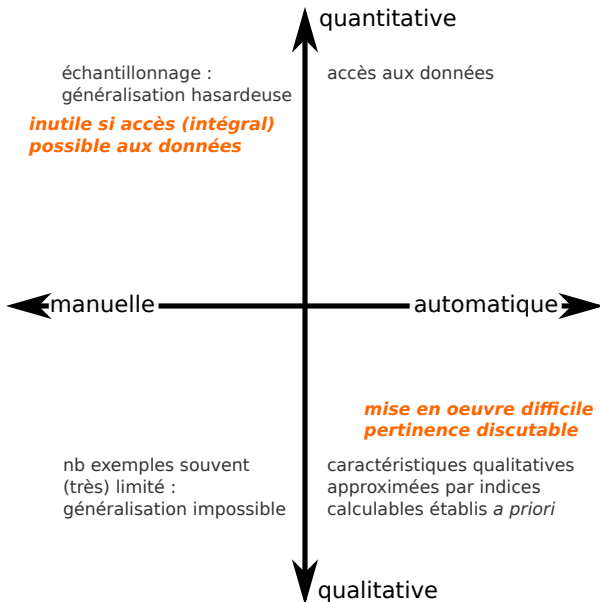 quantitative
échantillonnage :
généralisation hasardeuse
inutile si accès (intégral)
possible aux données
accès aux données
manuelle
automatique
mise en oeuvre difficile
pertinence discutable
nb exemples souvent
(très) limité :
généralisation impossible
caractéristiques qualitatives
approximées par indices
calculables établis a priori
qualitative